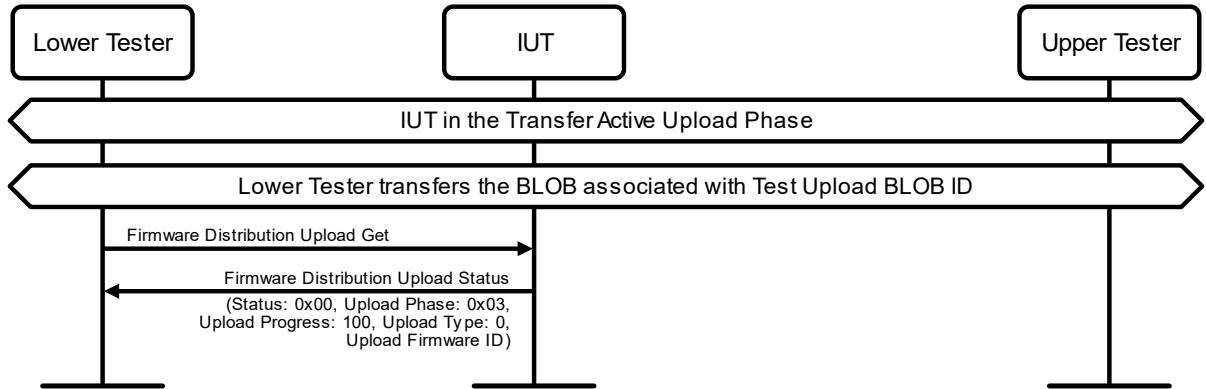 Lower Tester
IUT
Upper Tester
IUT in the Transfer Active Upload Phase
Lower Tester transfers the BLOB associated with Test Upload BLOB ID
Firmware Distribution Upload Get
Firmware Distribution Upload Status
(Status: 0x00, Upload Phase: 0x03,
Upload Progress: 100, Upload Type: 0,
Upload Firmware ID)